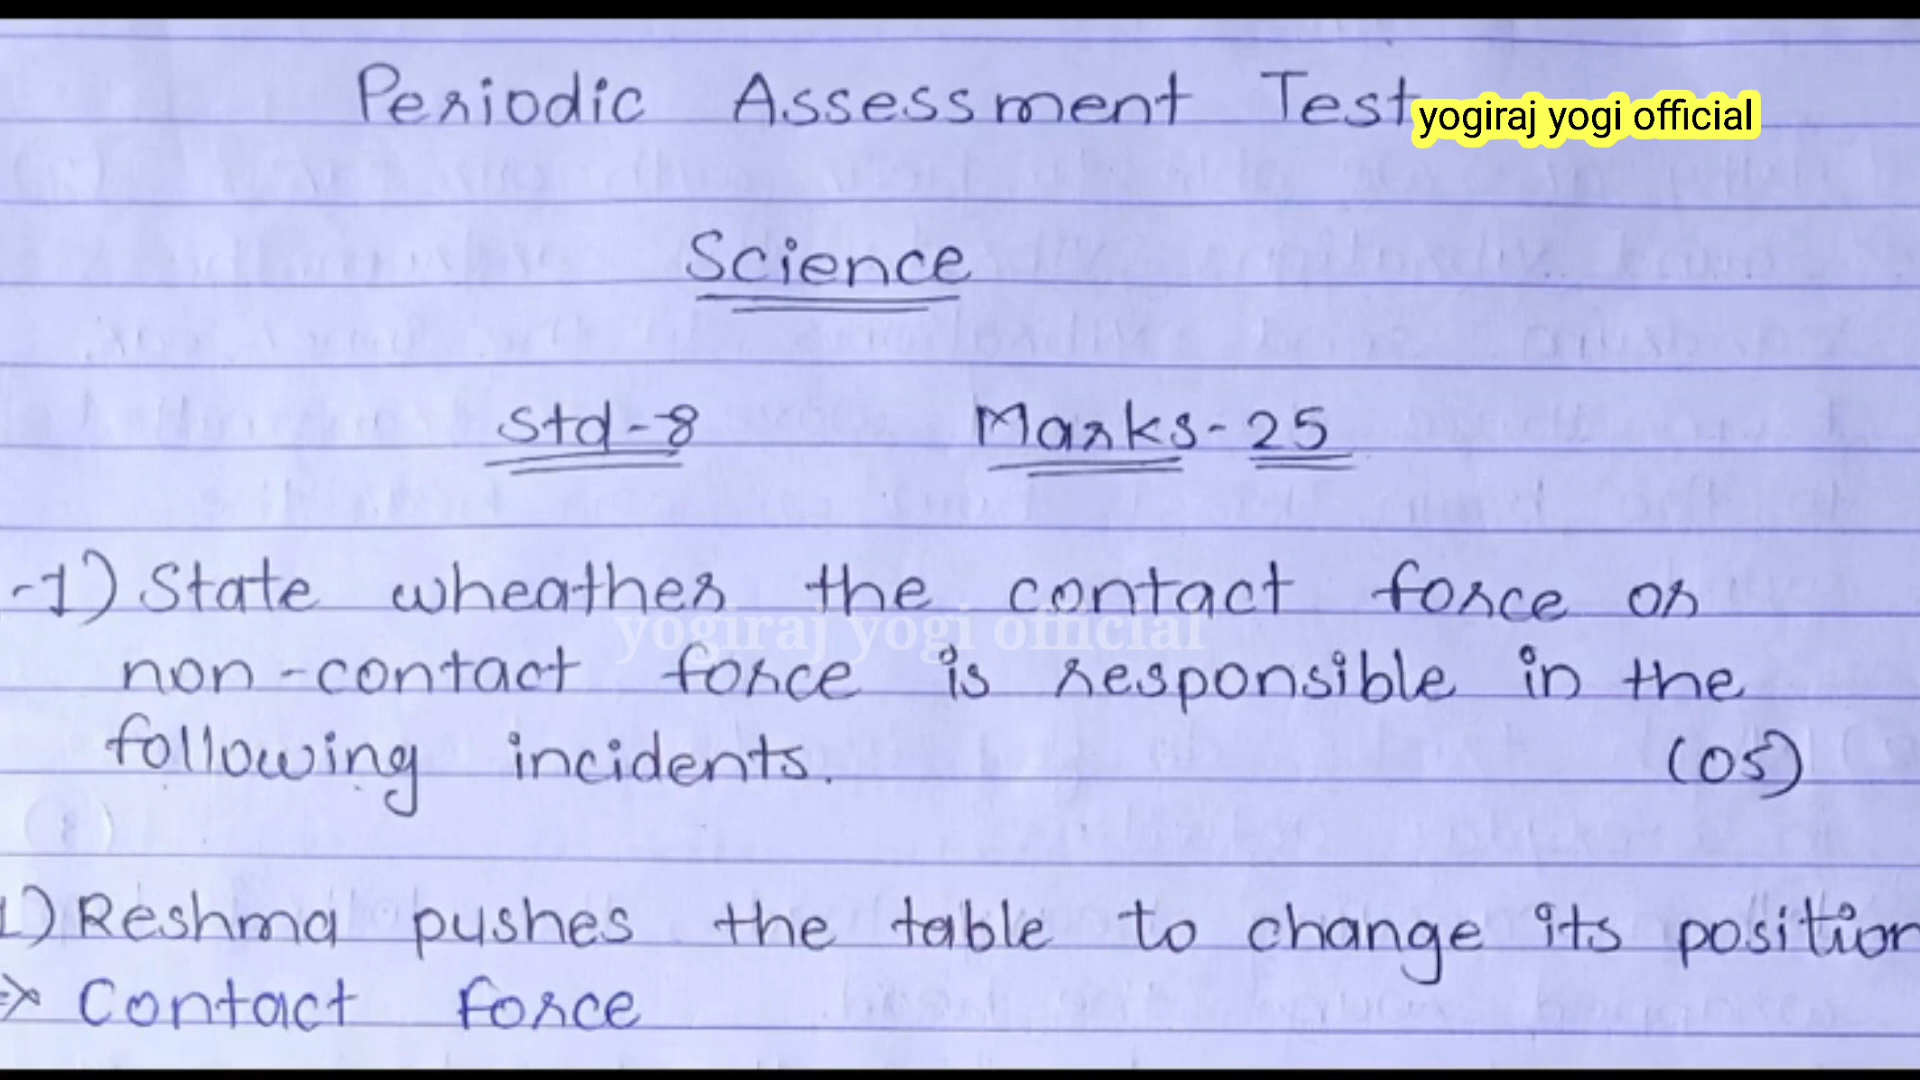 Periodic Assessment Test
yogiraj yogi official
Science
Std-8 Marks-25
-1) State wheather the contact force or
yogiraj yogi official
non-contact force is responsible in the
following incidents. (05)
1) Reshma pushes the table to change its position
⇒ Contact force